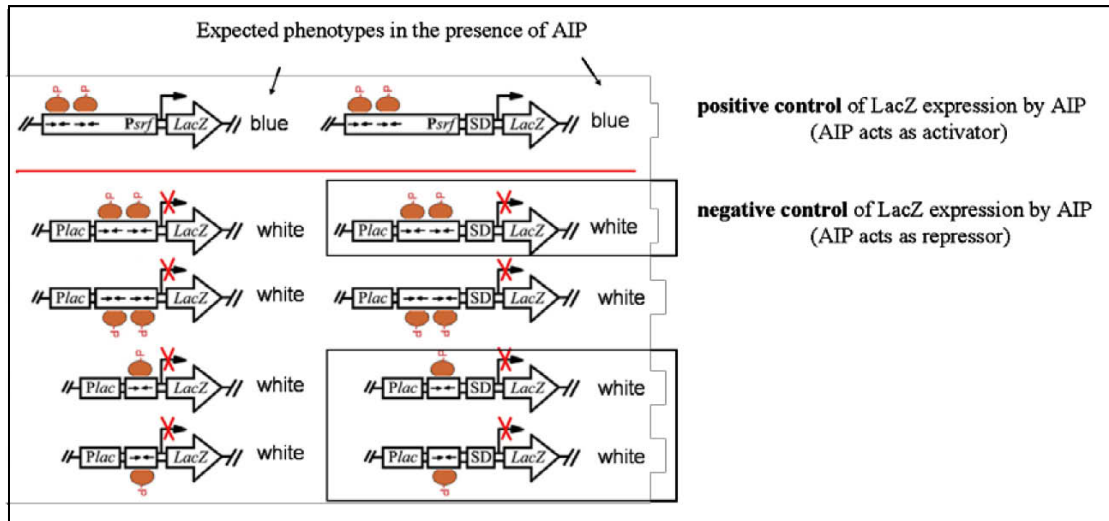 Expected phenotypes in the presence of AIP
P P P P
Psrf LacZ blue Psrf SD LacZ blue
positive control of LacZ expression by AIP
(AIP acts as activator)
P P P P
Plac LacZ white Plac SD LacZ white
negative control of LacZ expression by AIP
(AIP acts as repressor)
Plac LacZ white Plac SD LacZ white
P P P P
P P
Plac LacZ white Plac SD LacZ white
Plac LacZ white Plac SD LacZ white
P P